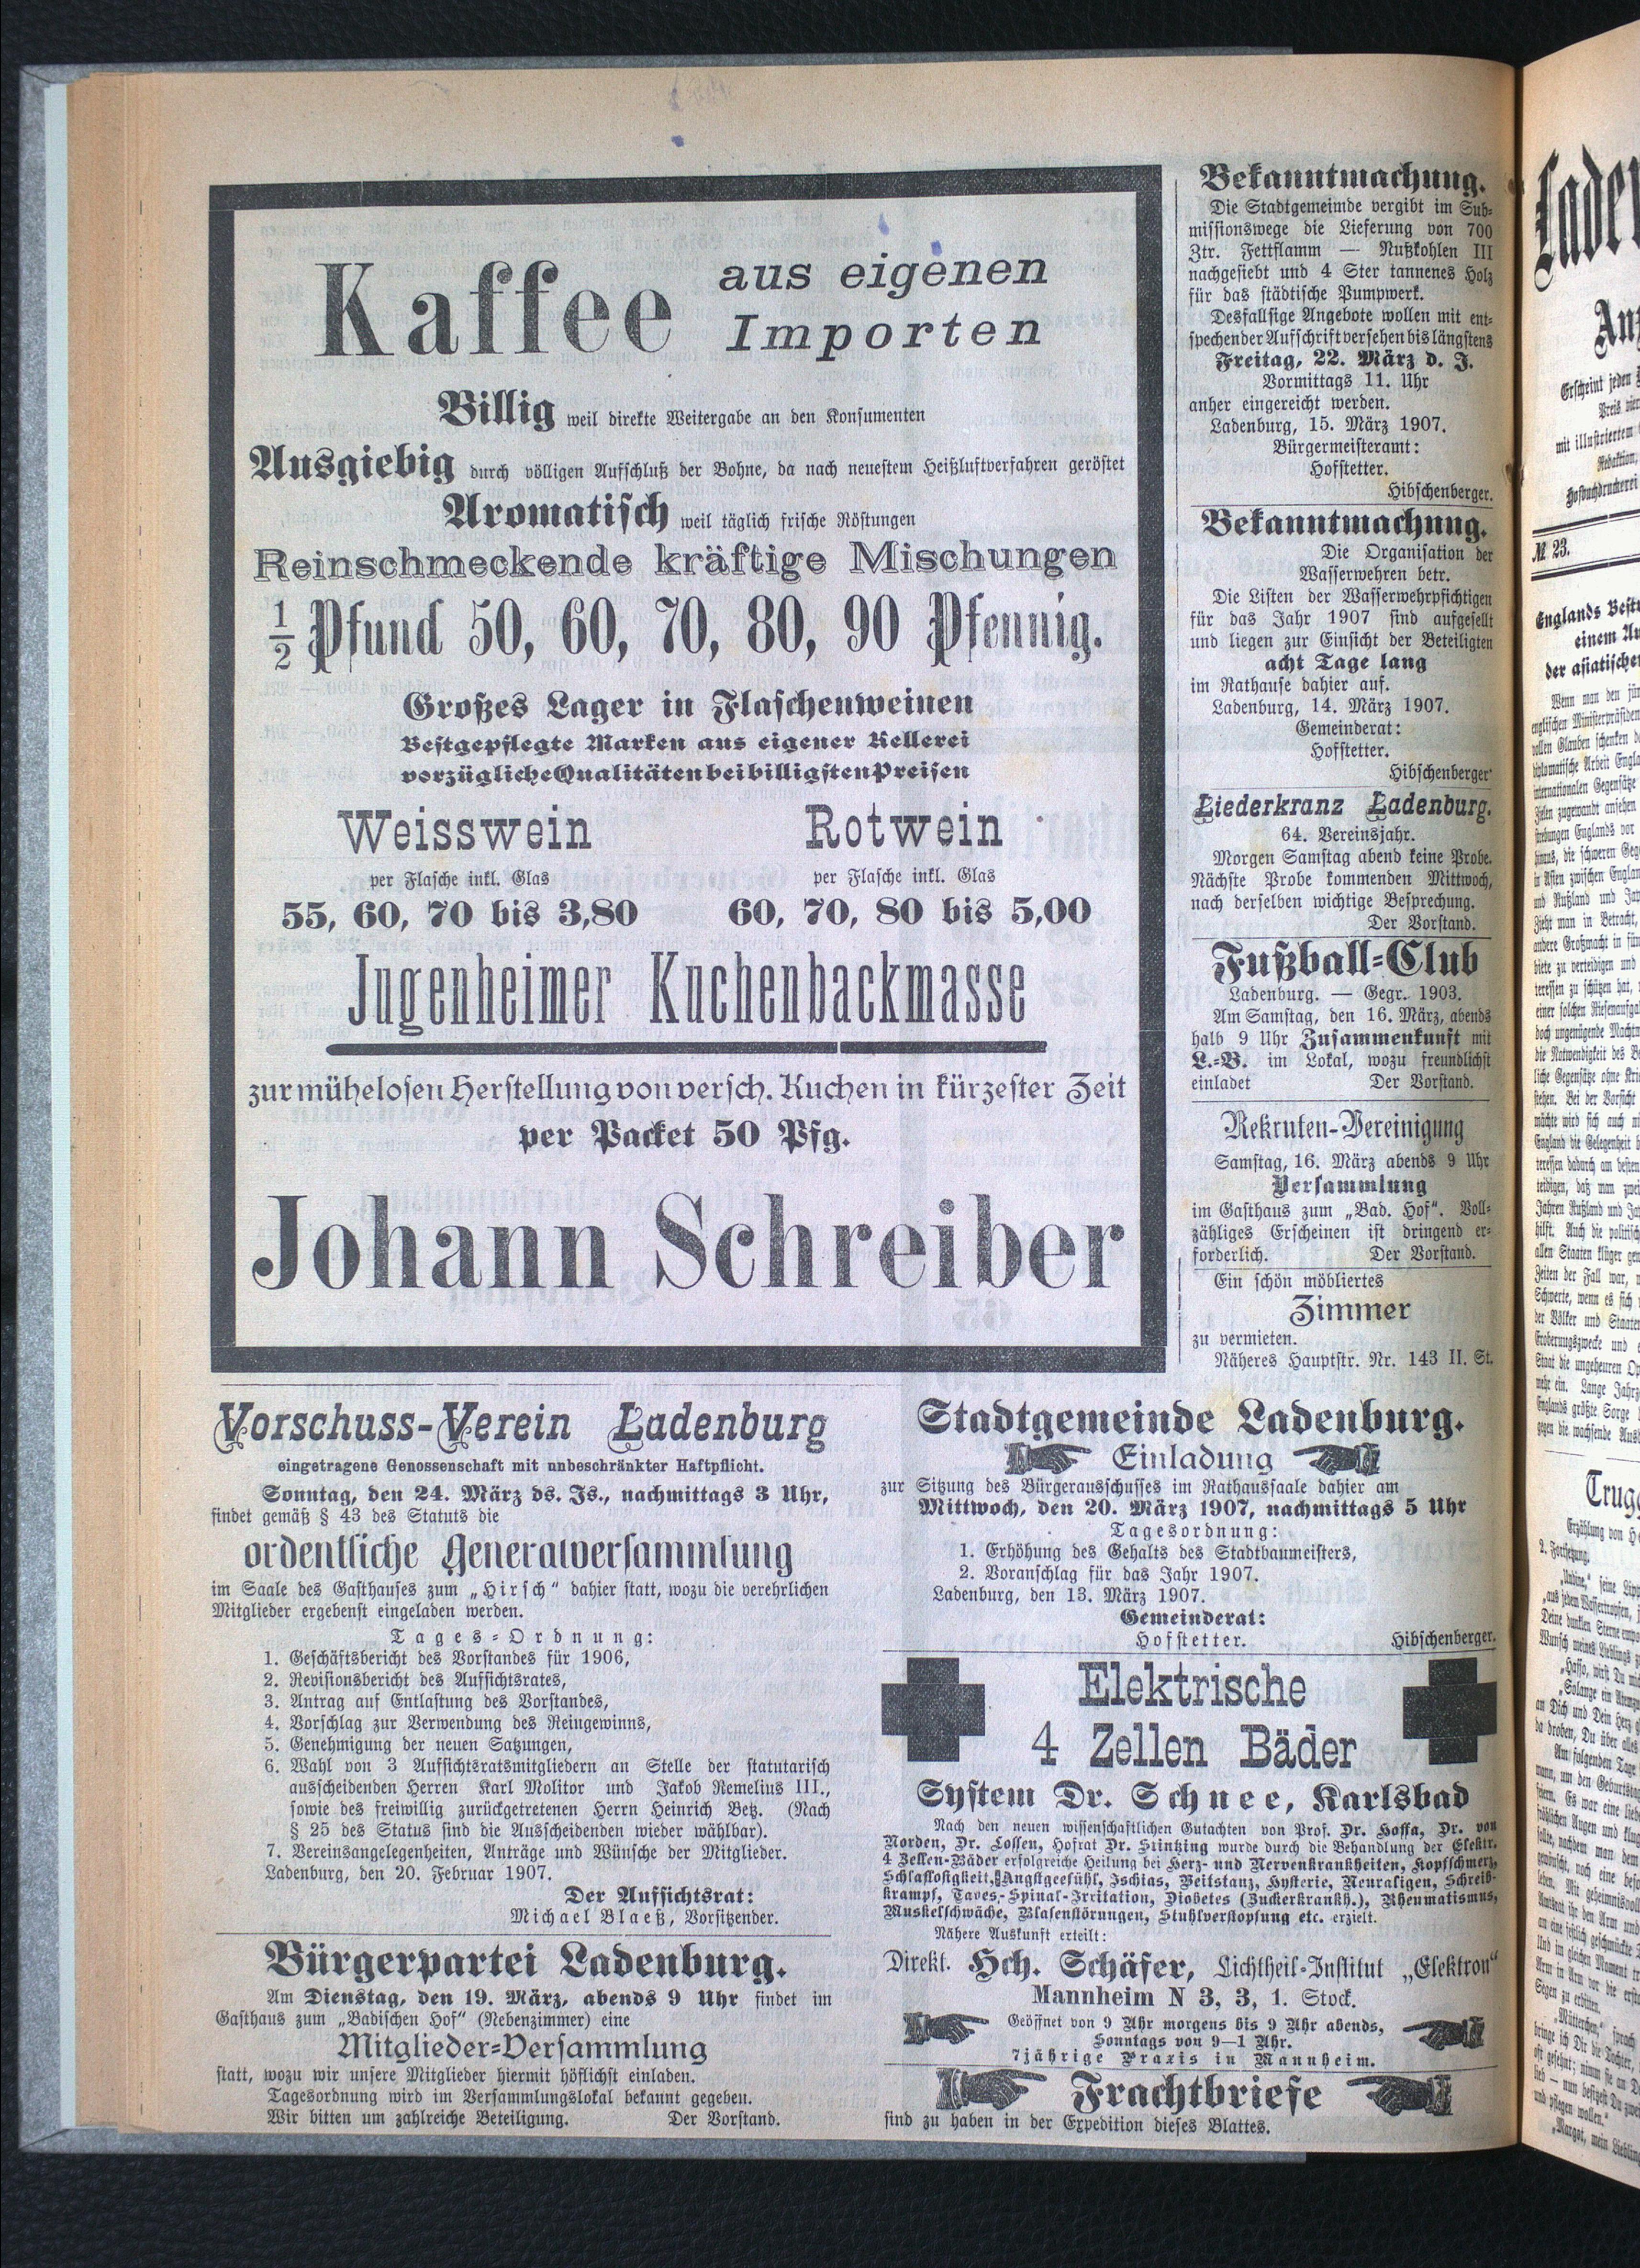 Kaffee aus eigenen
Importen
Billig weil direkte Weitergabe an den Konsumenten
Ausgiebig durch völligen Aufschluß der Bohne, da nach neuestem Heißluftverfahren geröstet
Aromatisch weil täglich frische Röstungen
Reinschmeckende kräftige Mischungen
½ Pfund 50, 60, 70, 80, 90 Pfennig.
Großes Lager in Flaschenweinen
Bestgepflegte Marken aus eigener Kellerei
vorzügliche Qualitäten bei billigsten Preisen
Weisswein Rotwein
per Flasche inkl. Glas per Flasche inkl. Glas
55, 60, 70 bis 3,80 60, 70, 80 bis 5,00
Jugenheimer Kuchenbackmasse
zur mühelosen Herstellung von versch. Kuchen in kürzester Zeit
per Packet 50 Pfg.
Johann Schreiber
Bekanntmachung.
Die Stadtgemeinde vergibt im Sub-
missionswege die Lieferung von 700
Ztr. Fettflamm — Nußkohlen III
nachgesiebt und 4 Ster tannenes Holz
für das städtische Pumpwerk.
Desfallsige Angebote wollen mit ent-
spechender Aufschrift versehen bis längstens
Freitag, 22. März d. J.
Vormittags 11. Uhr
anher eingereicht werden.
Ladenburg, 15. März 1907.
Bürgermeisteramt:
Hofstetter.
Hibschenberger.
Bekanntmachung.
Die Organisation der
Wasserwehren betr.
Die Listen der Wasserwehrpflichtigen
für das Jahr 1907 sind aufgestellt
und liegen zur Einsicht der Beteiligten
acht Tage lang
im Rathause dahier auf.
Ladenburg, 14. März 1907.
Gemeinderat:
Hofstetter.
Hibschenberger
Liederkranz Ladenburg.
64. Vereinsjahr.
Morgen Samstag abend keine Probe.
Nächste Probe kommenden Mittwoch,
nach derselben wichtige Besprechung.
Der Vorstand.
Fußball-Club
Ladenburg. — Gegr. 1903.
Am Samstag, den 16. März, abends
halb 9 Uhr Zusammenkunft mit
L.-B. im Lokal, wozu freundlichst
einladet Der Vorstand.
Rekruten-Vereinigung
Samstag, 16. März abends 9 Uhr
Versammlung
im Gasthaus zum „Bad. Hof“. Voll-
zähliges Erscheinen ist dringend er-
forderlich. Der Vorstand.
Ein schön möbliertes
Zimmer
zu vermieten.
Näheres Hauptstr. Nr. 143 II. St.
Vorschuss-Verein Ladenburg
eingetragene Genossenschaft mit unbeschränkter Haftpflicht.
Sonntag, den 24. März ds. Js., nachmittags 3 Uhr,
findet gemäß § 43 des Statuts die
ordentliche Generalversammlung
im Saale des Gasthauses zum „Hirsch“ dahier statt, wozu die verehrlichen
Mitglieder ergebenst eingeladen werden.
Tages-Ordnung:
1. Geschäftsbericht des Vorstandes für 1906,
2. Revisionsbericht des Aufsichtsrates,
3. Antrag auf Entlastung des Vorstandes,
4. Vorschlag zur Verwendung des Reingewinns,
5. Genehmigung der neuen Satzungen,
6. Wahl von 3 Aufsichtsratsmitgliedern an Stelle der statutarisch
ausscheidenden Herren Karl Molitor und Jakob Remelius III.,
sowie des freiwillig zurückgetretenen Herrn Heinrich Betz. (Nach
§ 25 des Status sind die Ausscheidenden wieder wählbar).
7. Vereinsangelegenheiten, Anträge und Wünsche der Mitglieder.
Ladenburg, den 20. Februar 1907.
Der Aufsichtsrat:
Michael Blaeß, Vorsitzender.
Bürgerpartei Ladenburg.
Am Dienstag, den 19. März, abends 9 Uhr findet im
Gasthaus zum „Badischen Hof“ (Nebenzimmer) eine
Mitglieder-Versammlung
statt, wozu wir unsere Mitglieder hiermit höflichst einladen.
Tagesordnung wird im Versammlungslokal bekannt gegeben.
Wir bitten um zahlreiche Beteiligung. Der Vorstand.
Stadtgemeinde Ladenburg.
Einladung
zur Sitzung des Bürgerausschusses im Rathaussaale dahier am
Mittwoch, den 20. März 1907, nachmittags 5 Uhr
Tagesordnung:
1. Erhöhung des Gehalts des Stadtbaumeisters,
2. Voranschlag für das Jahr 1907.
Ladenburg, den 13. März 1907.
Gemeinderat:
Hofstetter. Hibschenberger.
Elektrische
4 Zellen Bäder
System Dr. Schnee, Karlsbad
Nach den neuen wissenschaftlichen Gutachten von Prof. Dr. Hoffa, Dr. von
Norden, Dr. Lossen, Hofrat Dr. Stintzing wurde durch die Behandlung der Elektr.
4 Zellen-Bäder erfolgreiche Heilung bei Herz- und Nervenkrankheiten, Kopfschmerz,
Schlaflosigkeit, Angstgefühl, Ischias, Veitstanz, Hysterie, Neuraligen, Schreib-
krampf, Taves-Spinal-Irritation, Diobetes (Zuckerkrankh.), Rheumatismus,
Muskelschwäche, Blasenstörungen, Stuhlverstopfung etc. erzielt.
Nähere Auskunft erteilt:
Direkt. Hch. Schäfer, Lichtheil-Institut „Elektron“
Mannheim N 3, 3, 1. Stock.
Geöffnet von 9 Uhr morgens bis 9 Uhr abends,
Sonntags von 9—1 Uhr.
7jährige Praxis in Mannheim.
Frachtbriefe
sind zu haben in der Expedition dieses Blattes.
№ 23.